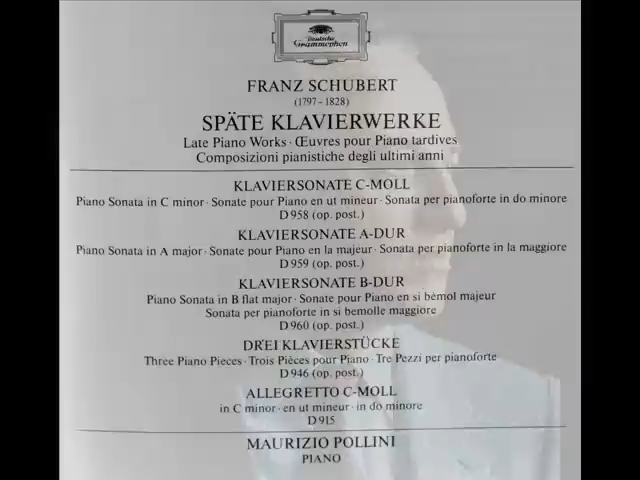 Deutsche
Grammophon
FRANZ SCHUBERT
(1797–1828)
SPÄTE KLAVIERWERKE
Late Piano Works · Œuvres pour Piano tardives
Composizioni pianistiche degli ultimi anni
KLAVIERSONATE C-MOLL
Piano Sonata in C minor · Sonate pour Piano en ut mineur · Sonata per pianoforte in do minore
D 958 (op. post.)
KLAVIERSONATE A-DUR
Piano Sonata in A major · Sonate pour Piano en la majeur · Sonata per pianoforte in la maggiore
D 959 (op. post.)
KLAVIERSONATE B-DUR
Piano Sonata in B flat major · Sonate pour Piano en si bémol majeur
Sonata per pianoforte in si bemolle maggiore
D 960 (op. post.)
DREI KLAVIERSTÜCKE
Three Piano Pieces · Trois Pièces pour Piano · Tre Pezzi per pianoforte
D 946 (op. post.)
ALLEGRETTO C-MOLL
in C minor · en ut mineur · in do minore
D 915
MAURIZIO POLLINI
PIANO